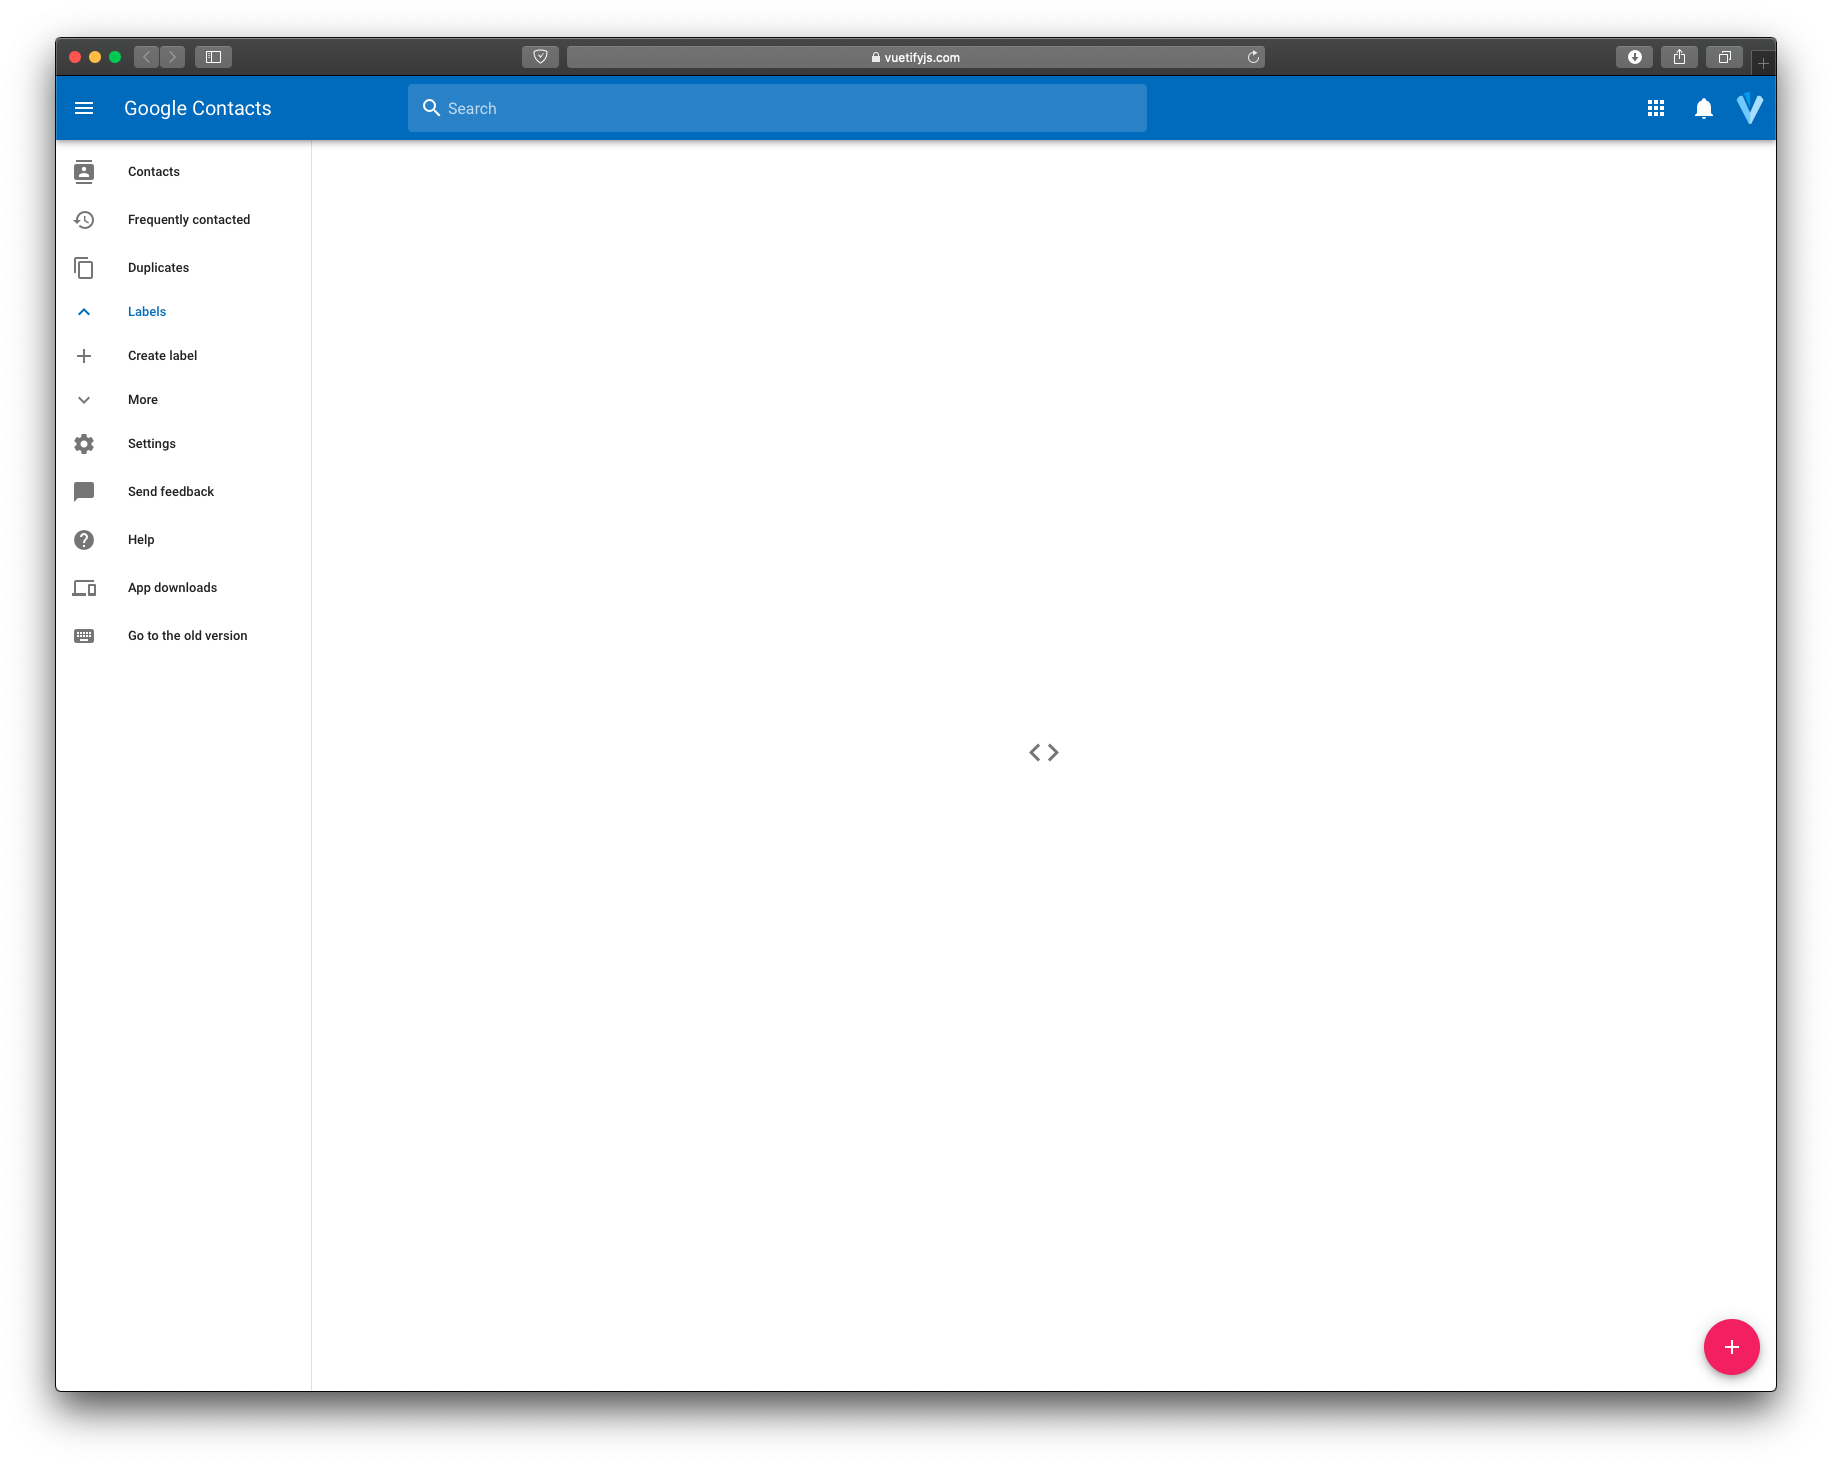 vuetifyjs.com
Google Contacts
Search
Contacts
Frequently contacted
Duplicates
Labels
Create label
More
Settings
Send feedback
Help
App downloads
Go to the old version